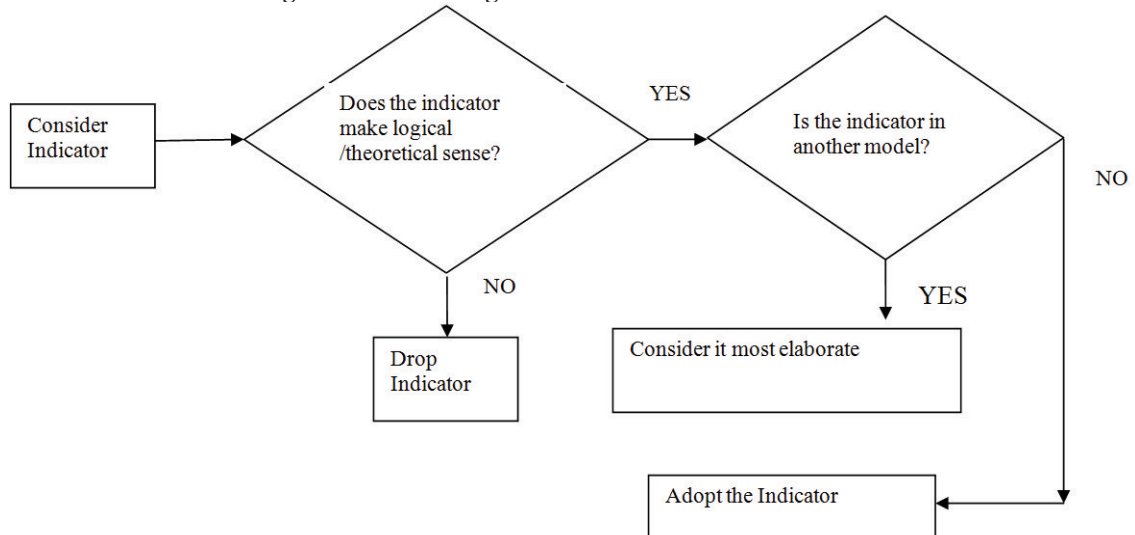 Consider
Indicator
Does the indicator
make logical
/theoretical sense?
YES
Is the indicator in
another model?
NO
NO
YES
Drop
Indicator
Consider it most elaborate
Adopt the Indicator